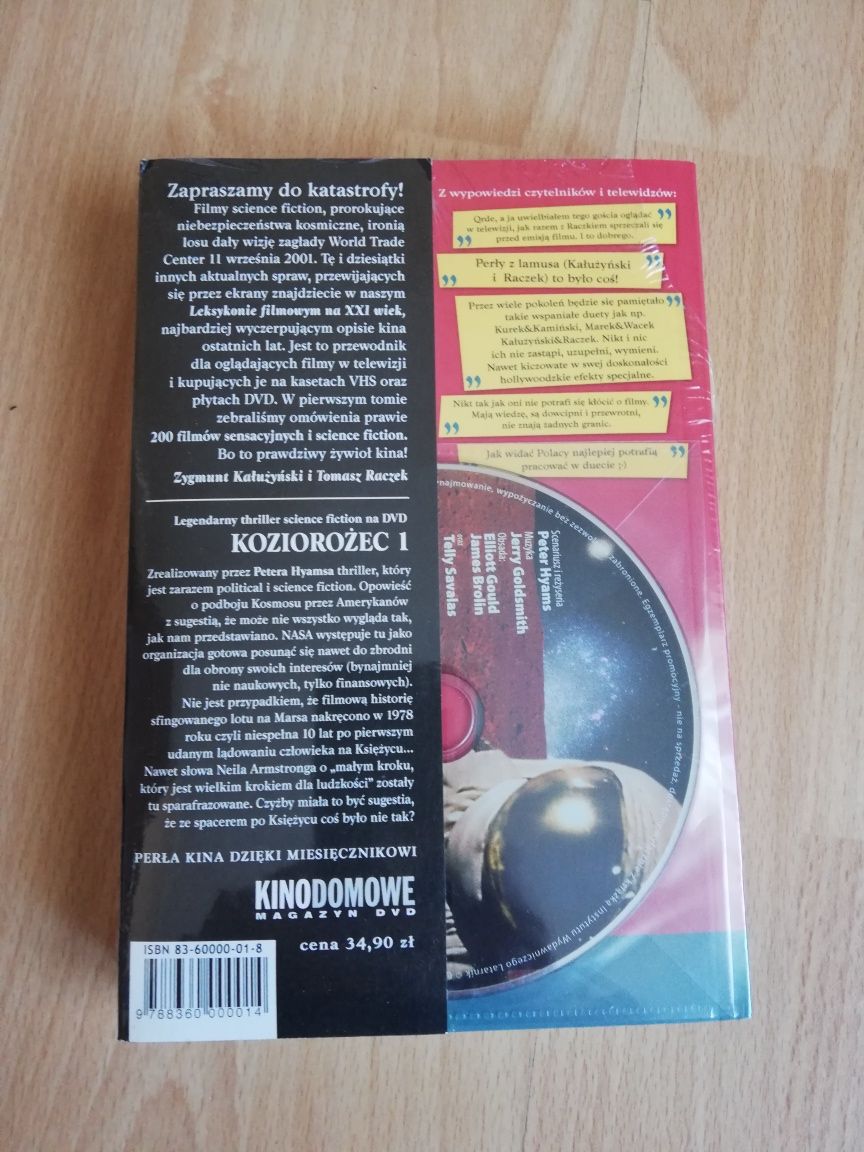 Zapraszamy do katastrofy!
Filmy science fiction, prorokujące
niebezpieczeństwa kosmiczne, ironią
losu dały wizję zagłady World Trade
Center 11 września 2001. Tę i dziesiątki
innych aktualnych spraw, przewijających
się przez ekrany znajdziecie w naszym
Leksykonie filmowym na XXI wiek,
najbardziej wyczerpującym opisie kina
ostatnich lat. Jest to przewodnik
dla oglądających filmy w telewizji
i kupujących je na kasetach VHS oraz
płytach DVD. W pierwszym tomie
zebraliśmy omówienia prawie
200 filmów sensacyjnych i science fiction.
Bo to prawdziwy żywioł kina!
Zygmunt Kałużyński i Tomasz Raczek
Legendarny thriller science fiction na DVD
KOZIOROŻEC 1
Zrealizowany przez Petera Hyamsa thriller, który
jest zarazem political i science fiction. Opowieść
o podboju Kosmosu przez Amerykanów
z sugestią, że może nie wszystko wygląda tak,
jak nam przedstawiano. NASA występuje tu jako
organizacja gotowa posunąć się nawet do zbrodni
dla obrony swoich interesów (bynajmniej
nie naukowych, tylko finansowych).
Nie jest przypadkiem, że filmową historię
sfingowanego lotu na Marsa nakręcono w 1978
roku czyli niespełna 10 lat po pierwszym
udanym lądowaniu człowieka na Księżycu...
Nawet słowa Neila Armstronga o „małym kroku,
który jest wielkim krokiem dla ludzkości” zostały
tu sparafrazowane. Czyżby miała to być sugestia,
że ze spacerem po Księżycu coś było nie tak?
PERŁA KINA DZIĘKI MIESIĘCZNIKOWI
KINODOMOWE
MAGAZYN DVD
cena 34,90 zł
ISBN 83-60000-01-8
9 788360 000014
Z wypowiedzi czytelników i telewidzów:
Qrde, a ja uwielbiałem tego gościa oglądać
w telewizji, jak razem z Raczkiem sprzeczali się
przed emisją filmu. I to dobrego.
Perły z lamusa (Kałużyński
i Raczek) to było coś!
Przez wiele pokoleń będzie się pamiętało
takie wspaniałe duety jak np.
Kurek&Kamiński, Marek&Wacek
Kałużyński&Raczek. Nikt i nic
ich nie zastąpi, uzupełni, wymieni.
Nawet kiczowate w swej doskonałości
hollywoodzkie efekty specjalne.
Nikt tak jak oni nie potrafi się kłócić o filmy.
Mają wiedzę, są dowcipni i przewrotni,
nie znają żadnych granic.
Jak widać Polacy najlepiej potrafią
pracować w duecie ;-)
Scenariusz i reżyseria
Peter Hyams
Muzyka
Jerry Goldsmith
Obsada:
Elliott Gould
James Brolin
oraz
Telly Savalas
wypożyczanie bez zabronione. Egzemplarz promocyjny - nie na sprzedaż,
książką Instytutu Wydawniczego Latarnik ©